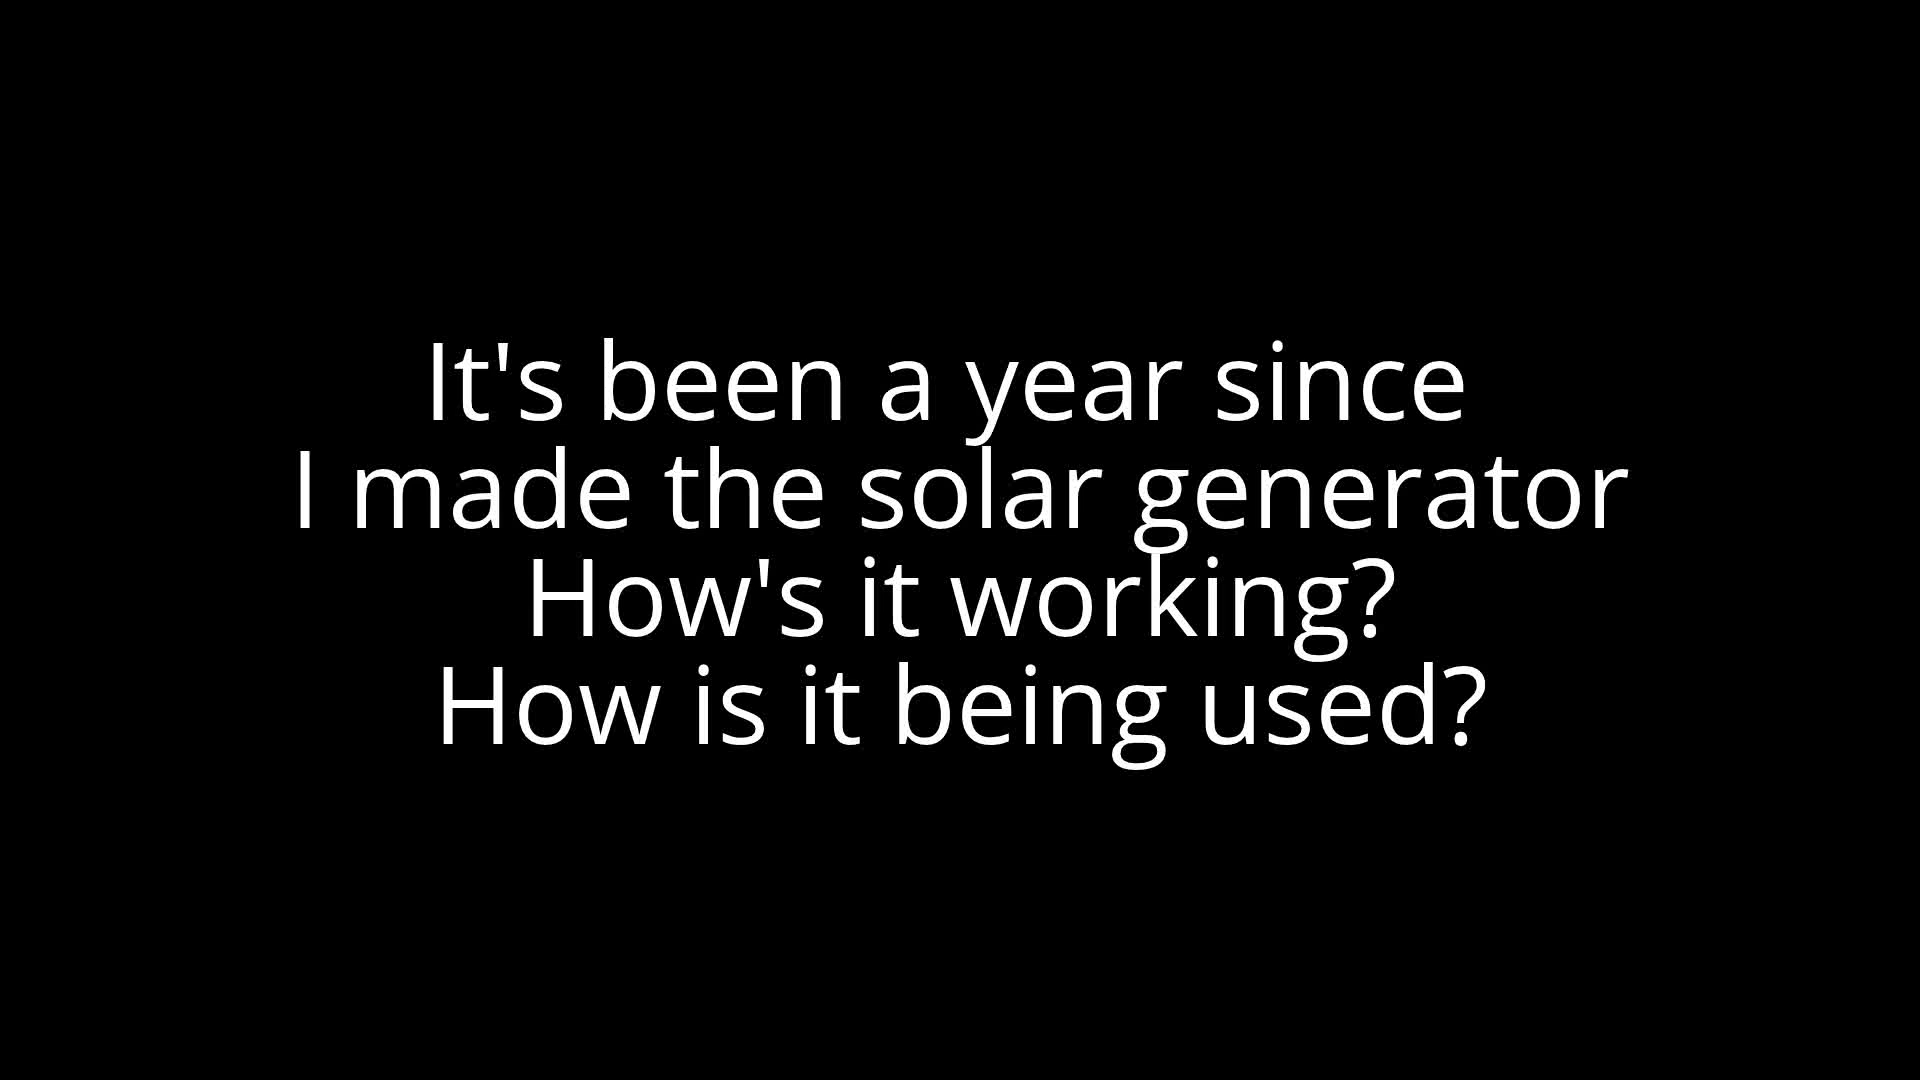 It's been a year since
I made the solar generator
How's it working?
How is it being used?